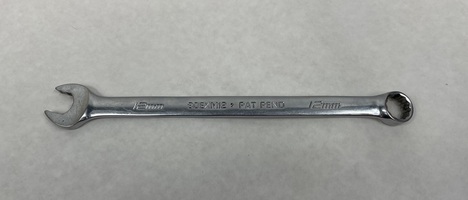 12mm SOEXM12 • PAT. PEND 12mm